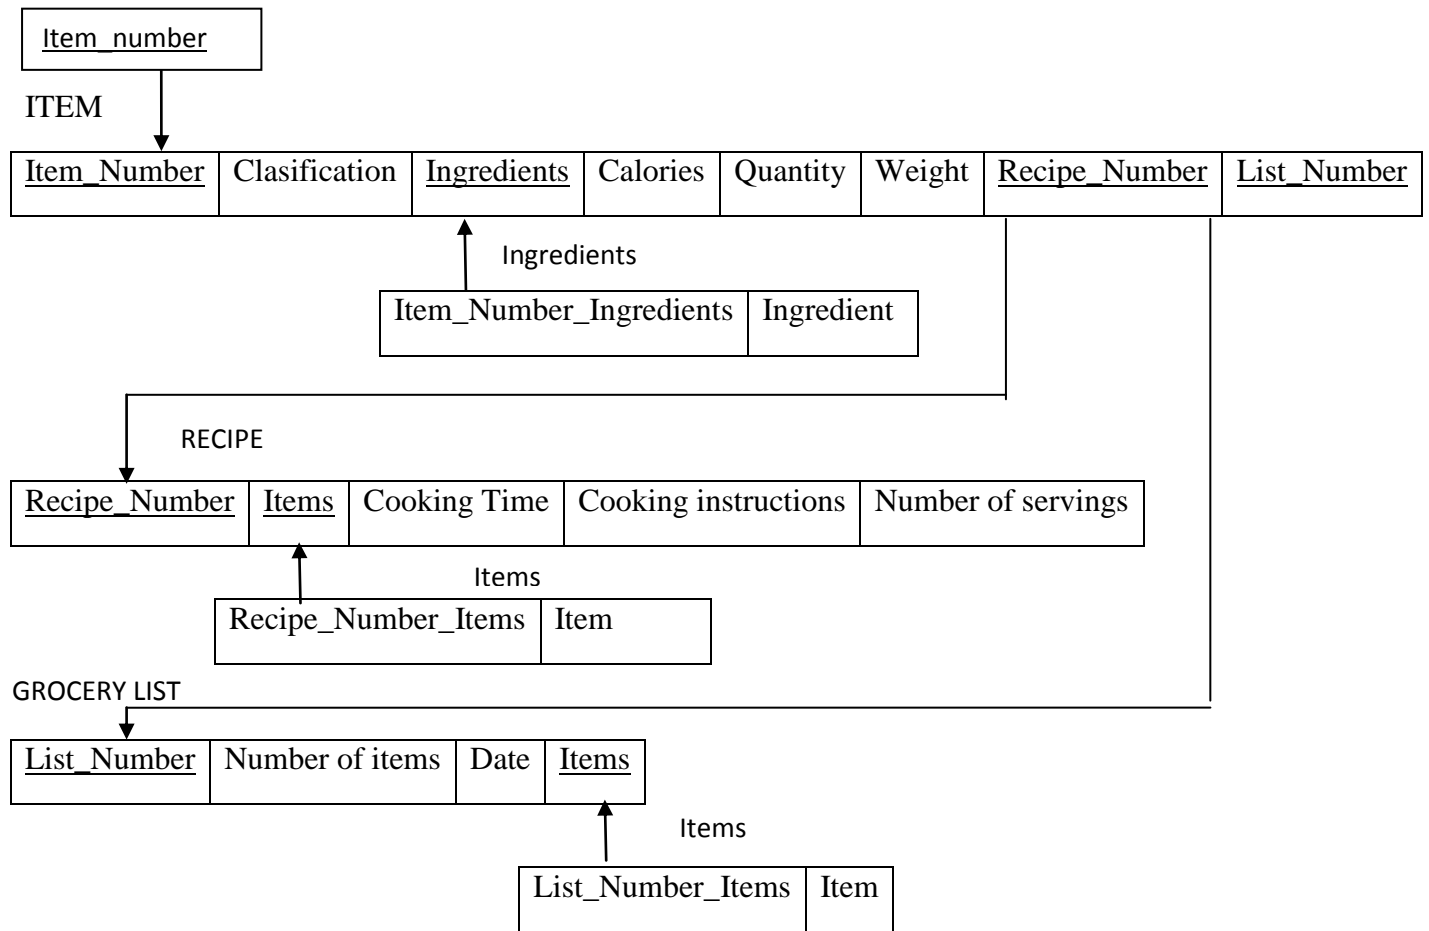 Item_number
ITEM
Item_Number Clasification Ingredients Calories Quantity Weight Recipe_Number List_Number
Ingredients
Item_Number_Ingredients Ingredient
RECIPE
Recipe_Number Items Cooking Time Cooking instructions Number of servings
Items
Recipe_Number_Items Item
GROCERY LIST
List_Number Number of items Date Items
Items
List_Number_Items Item